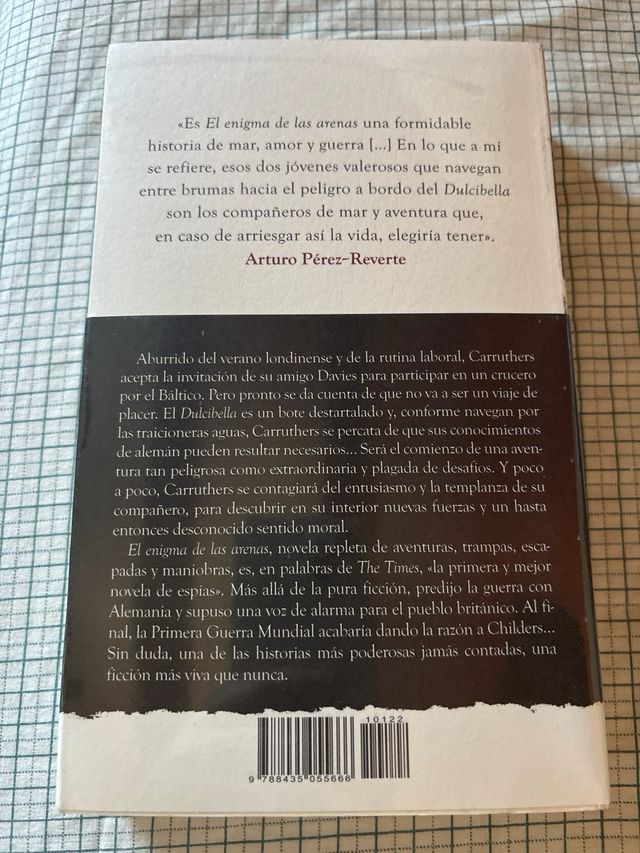 «Es El enigma de las arenas una formidable
historia de mar, amor y guerra [...] En lo que a mí
se refiere, esos dos jóvenes valerosos que navegan
entre brumas hacia el peligro a bordo del Dulcibella
son los compañeros de mar y aventura que,
en caso de arriesgar así la vida, elegiría tener».
Arturo Pérez-Reverte
Aburrido del verano londinense y de la rutina laboral, Carruthers
acepta la invitación de su amigo Davies para participar en un crucero
por el Báltico. Pero pronto se da cuenta de que no va a ser un viaje de
placer. El Dulcibella es un bote destartalado y, conforme navegan por
las traicioneras aguas, Carruthers se percata de que sus conocimientos
de alemán pueden resultar necesarios... Será el comienzo de una aven-
tura tan peligrosa como extraordinaria y plagada de desafíos. Y poco
a poco, Carruthers se contagiará del entusiasmo y la templanza de su
compañero, para descubrir en su interior nuevas fuerzas y un hasta
entonces desconocido sentido moral.
El enigma de las arenas, novela repleta de aventuras, trampas, esca-
padas y maniobras, es, en palabras de The Times, «la primera y mejor
novela de espías». Más allá de la pura ficción, predijo la guerra con
Alemania y supuso una voz de alarma para el pueblo británico. Al fi-
nal, la Primera Guerra Mundial acabaría dando la razón a Childers...
Sin duda, una de las historias más poderosas jamás contadas, una
ficción más viva que nunca.
10122
9 788435 055666